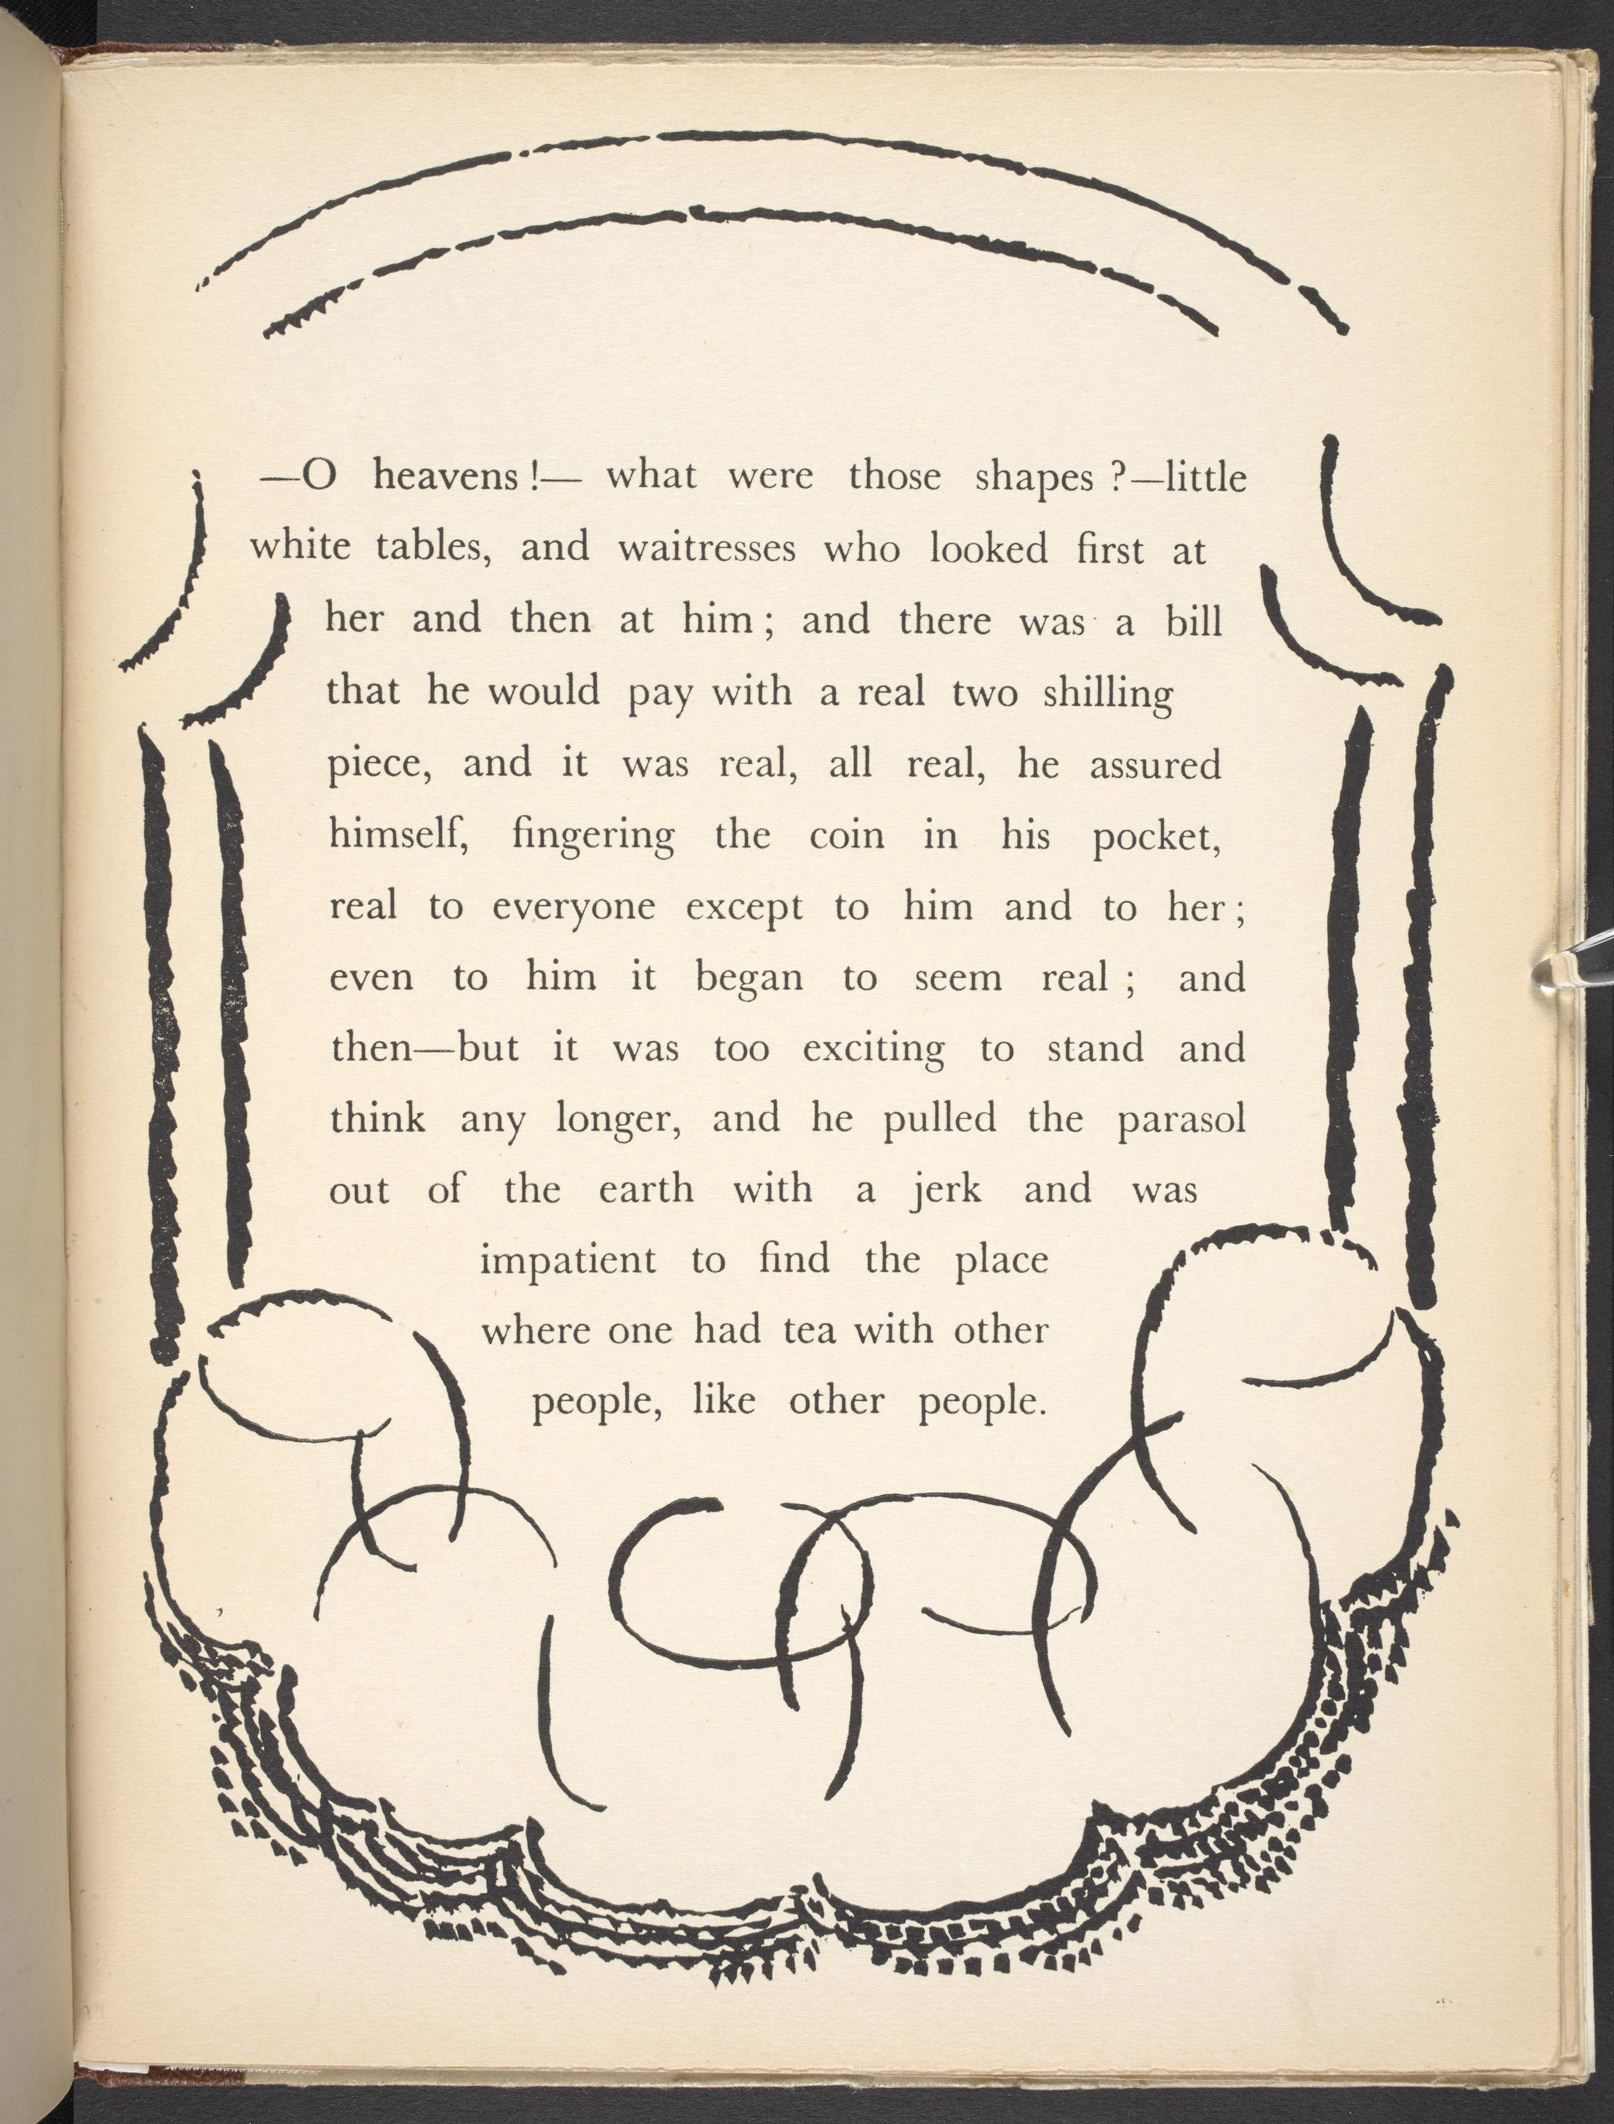 —O heavens!— what were those shapes?—little
white tables, and waitresses who looked first at
her and then at him; and there was a bill
that he would pay with a real two shilling
piece, and it was real, all real, he assured
himself, fingering the coin in his pocket,
real to everyone except to him and to her;
even to him it began to seem real; and
then—but it was too exciting to stand and
think any longer, and he pulled the parasol
out of the earth with a jerk and was
impatient to find the place
where one had tea with other
people, like other people.